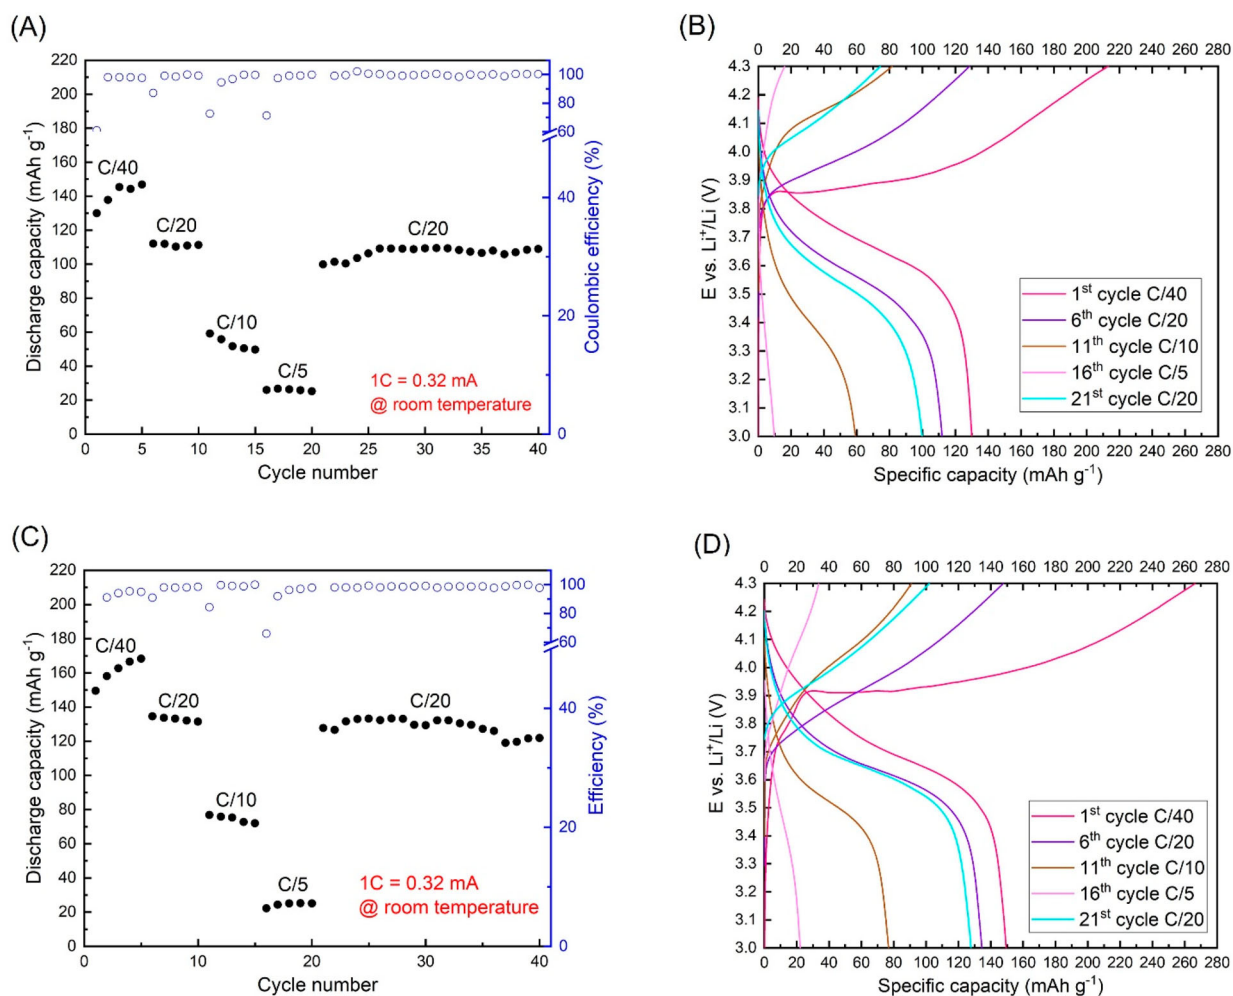 (A)
220
200
180
160
140
120
100
80
60
40
20
0
Discharge capacity (mAh g⁻¹)
C/40
C/20
C/10
C/5
C/20
1C = 0.32 mA
@ room temperature
100
90
80
70
60
40
20
0
Coulombic efficiency (%)
0 5 10 15 20 25 30 35 40
Cycle number
(B)
0 20 40 60 80 100 120 140 160 180 200 220 240 260 280
4.3
4.2
4.1
4.0
3.9
3.8
3.7
3.6
3.5
3.4
3.3
3.2
3.1
3.0
E vs. Li⁺/Li (V)
1ˢᵗ cycle C/40
6ᵗʰ cycle C/20
11ᵗʰ cycle C/10
16ᵗʰ cycle C/5
21ˢᵗ cycle C/20
0 20 40 60 80 100 120 140 160 180 200 220 240 260 280
Specific capacity (mAh g⁻¹)
(C)
220
200
180
160
140
120
100
80
60
40
20
0
Discharge capacity (mAh g⁻¹)
C/40
C/20
C/10
C/5
C/20
1C = 0.32 mA
@ room temperature
100
90
80
70
60
40
20
0
Efficiency (%)
0 10 20 30 40
Cycle number
(D)
0 20 40 60 80 100 120 140 160 180 200 220 240 260 280
4.3
4.2
4.1
4.0
3.9
3.8
3.7
3.6
3.5
3.4
3.3
3.2
3.1
3.0
E vs. Li⁺/Li (V)
1ˢᵗ cycle C/40
6ᵗʰ cycle C/20
11ᵗʰ cycle C/10
16ᵗʰ cycle C/5
21ˢᵗ cycle C/20
0 20 40 60 80 100 120 140 160 180 200 220 240 260 280
Specific capacity (mAh g⁻¹)